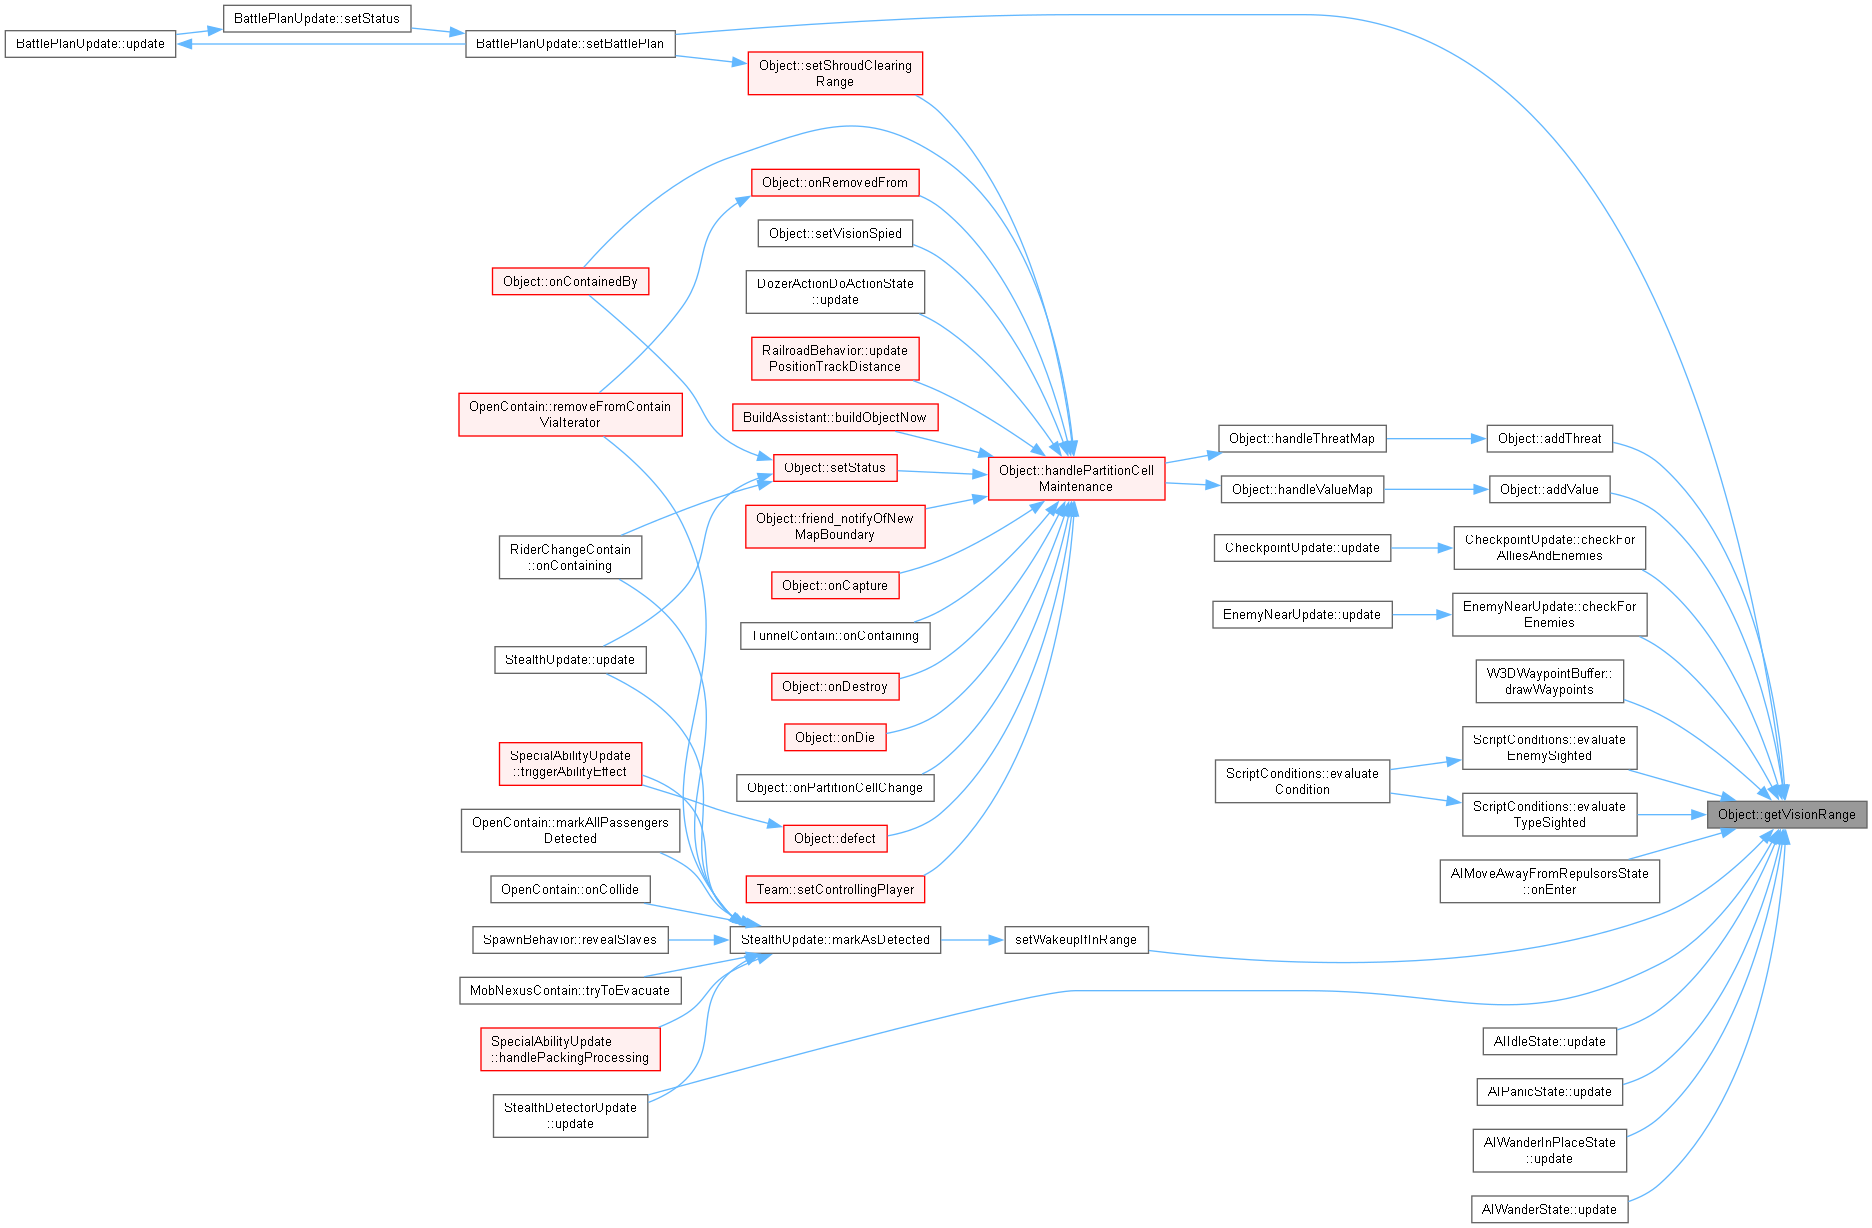 BattlePlanUpdate::setStatus
BattlePlanUpdate::update
BattlePlanUpdate::setBattlePlan
Object::setShroudClearing
Range
Object::onRemovedFrom
Object::setVisionSpied
Object::onContainedBy
DozerActionDoActionState
::update
RailroadBehavior::update
PositionTrackDistance
OpenContain::removeFromContain
ViaIterator
BuildAssistant::buildObjectNow
Object::setStatus
Object::handlePartitionCell
Maintenance
Object::handleThreatMap
Object::addThreat
Object::handleValueMap
Object::addValue
Object::friend_notifyOfNew
MapBoundary
RiderChangeContain
::onContaining
CheckpointUpdate::update
CheckpointUpdate::checkFor
AlliesAndEnemies
Object::onCapture
EnemyNearUpdate::update
EnemyNearUpdate::checkFor
Enemies
TunnelContain::onContaining
StealthUpdate::update
Object::onDestroy
W3DWaypointBuffer::
drawWaypoints
Object::onDie
SpecialAbilityUpdate
::triggerAbilityEffect
ScriptConditions::evaluate
EnemySighted
ScriptConditions::evaluate
Condition
Object::onPartitionCellChange
ScriptConditions::evaluate
TypeSighted
Object::getVisionRange
OpenContain::markAllPassengers
Detected
Object::defect
AIMoveAwayFromRepulsorsState
::onEnter
OpenContain::onCollide
Team::setControllingPlayer
SpawnBehavior::revealSlaves
StealthUpdate::markAsDetected
setWakeupIfInRange
MobNexusContain::tryToEvacuate
SpecialAbilityUpdate
::handlePackingProcessing
AIIdleState::update
StealthDetectorUpdate
::update
AIPanicState::update
AIWanderInPlaceState
::update
AIWanderState::update